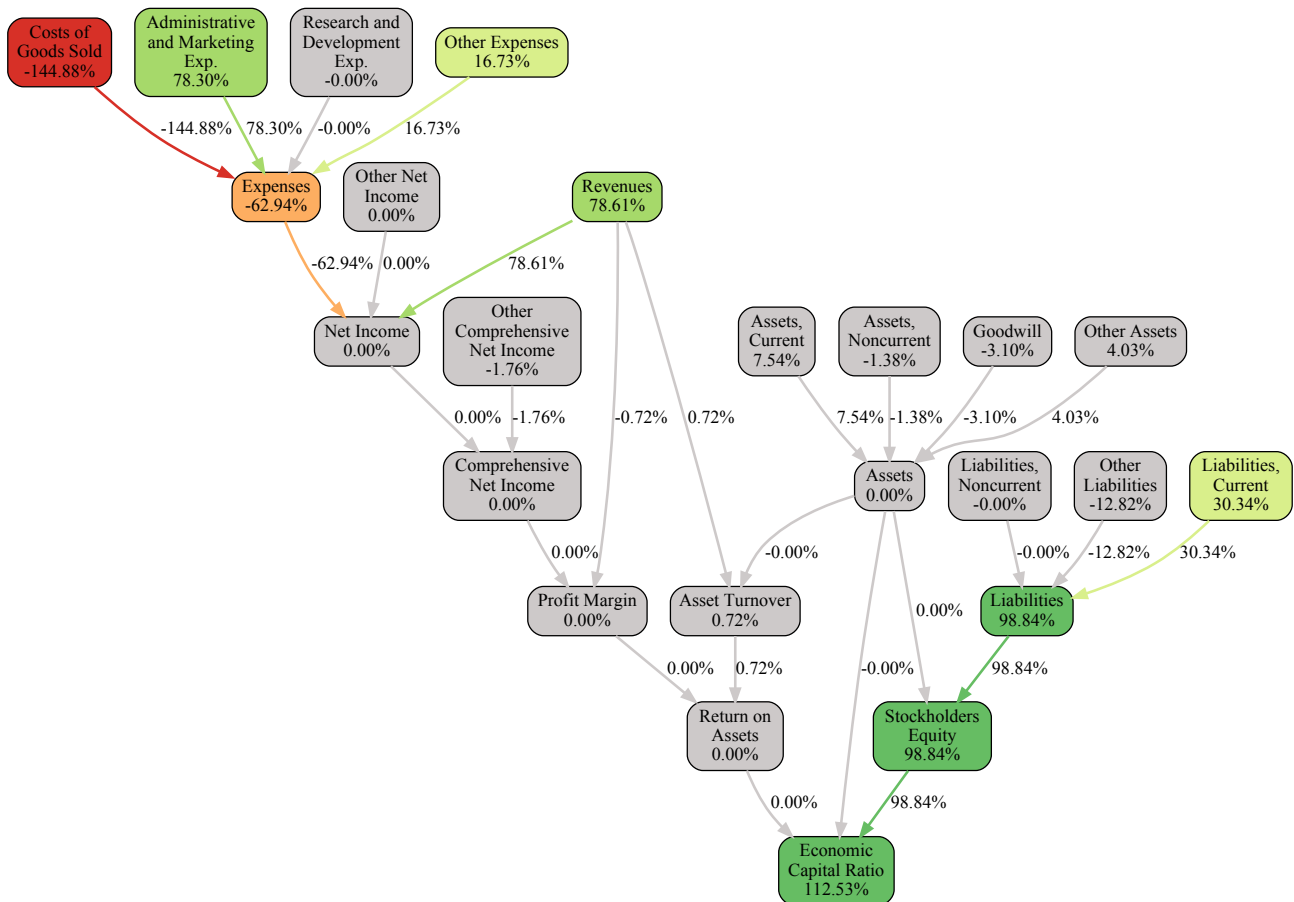 Costs of
Goods Sold
-144.88%
Administrative
and Marketing
Exp.
78.30%
Research and
Development
Exp.
-0.00%
Other Expenses
16.73%
-144.88%
78.30%
-0.00%
16.73%
Expenses
-62.94%
Other Net
Income
0.00%
Revenues
78.61%
-62.94%
0.00%
78.61%
Net Income
0.00%
Other
Comprehensive
Net Income
-1.76%
Assets,
Current
7.54%
Assets,
Noncurrent
-1.38%
Goodwill
-3.10%
Other Assets
4.03%
0.00%
-1.76%
-0.72%
0.72%
7.54%
-1.38%
-3.10%
4.03%
Comprehensive
Net Income
0.00%
Assets
0.00%
Liabilities,
Noncurrent
-0.00%
Other
Liabilities
-12.82%
Liabilities,
Current
30.34%
0.00%
-0.00%
-0.00%
-12.82%
30.34%
Profit Margin
0.00%
Asset Turnover
0.72%
Liabilities
98.84%
0.00%
0.00%
0.72%
-0.00%
98.84%
Return on
Assets
0.00%
Stockholders
Equity
98.84%
0.00%
98.84%
Economic
Capital Ratio
112.53%